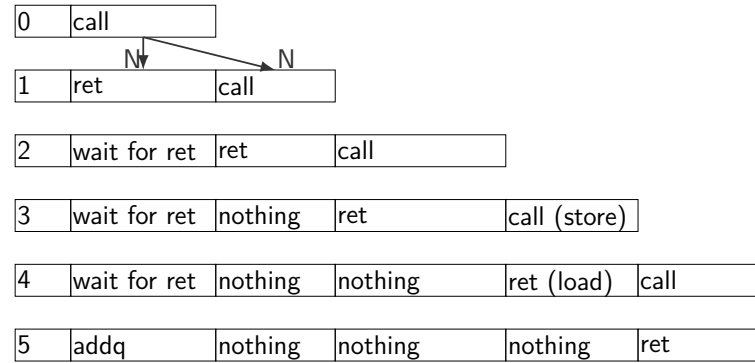 0 call
N N
1 ret call
2 wait for ret ret call
3 wait for ret nothing ret call (store)
4 wait for ret nothing nothing ret (load) call
5 addq nothing nothing nothing ret